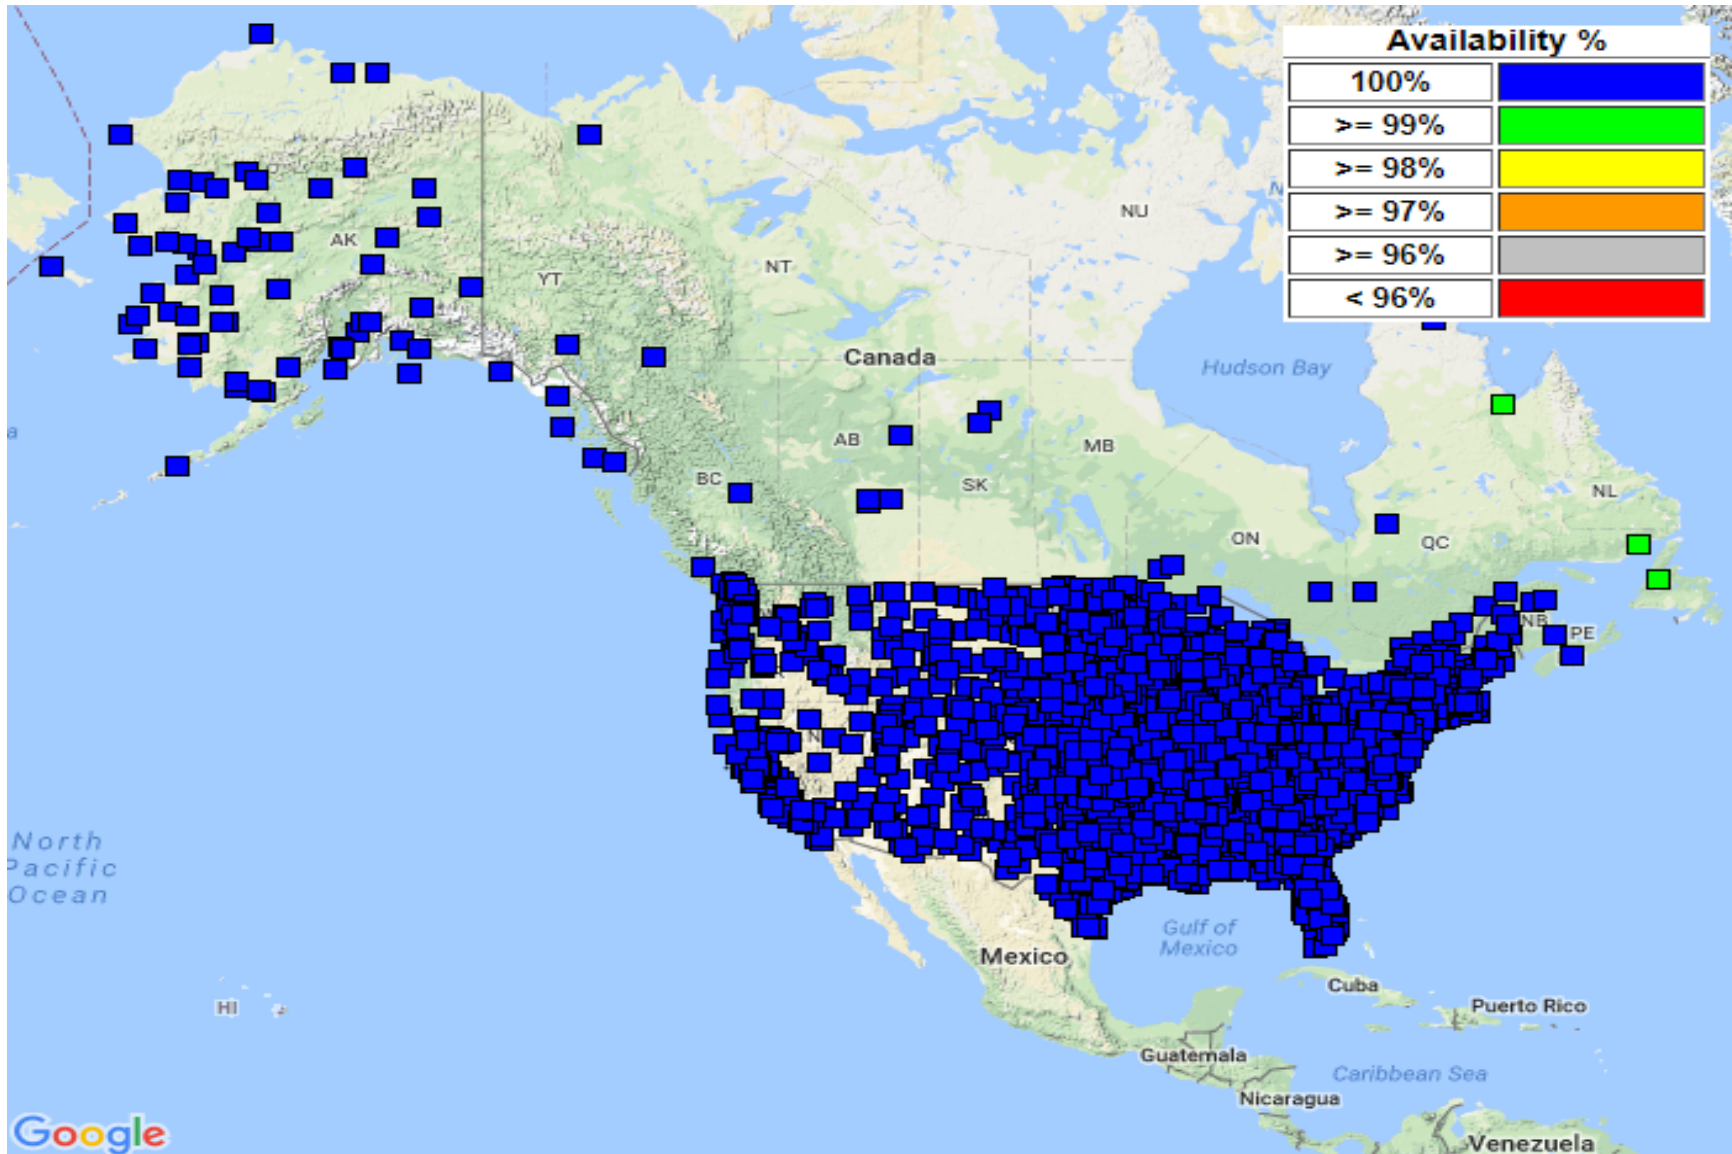 Availability %
100%
>= 99%
>= 98%
>= 97%
>= 96%
< 96%
NU
AK
NT
YT
Canada
Hudson Bay
AB
MB
BC
SK
NL
ON
QC
NB
PE
N
North
Pacific
Ocean
Gulf of
Mexico
Mexico
Cuba
HI
Puerto Rico
Guatemala
Caribbean Sea
Nicaragua
Google
Venezuela